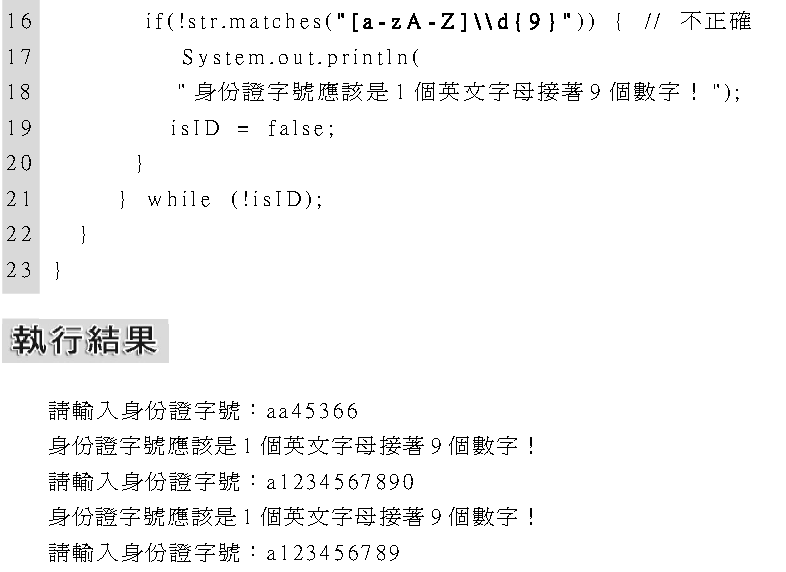 16 if(!str.matches("[a-zA-Z]\\d{9}")) { // 不正確
17 System.out.println(
18 "身份證字號應該是1個英文字母接著9個數字！");
19 isID = false;
20 }
21 } while (!isID);
22 }
23 }
執行結果
請輸入身份證字號：aa45366
身份證字號應該是1個英文字母接著9個數字！
請輸入身份證字號：a1234567890
身份證字號應該是1個英文字母接著9個數字！
請輸入身份證字號：a123456789